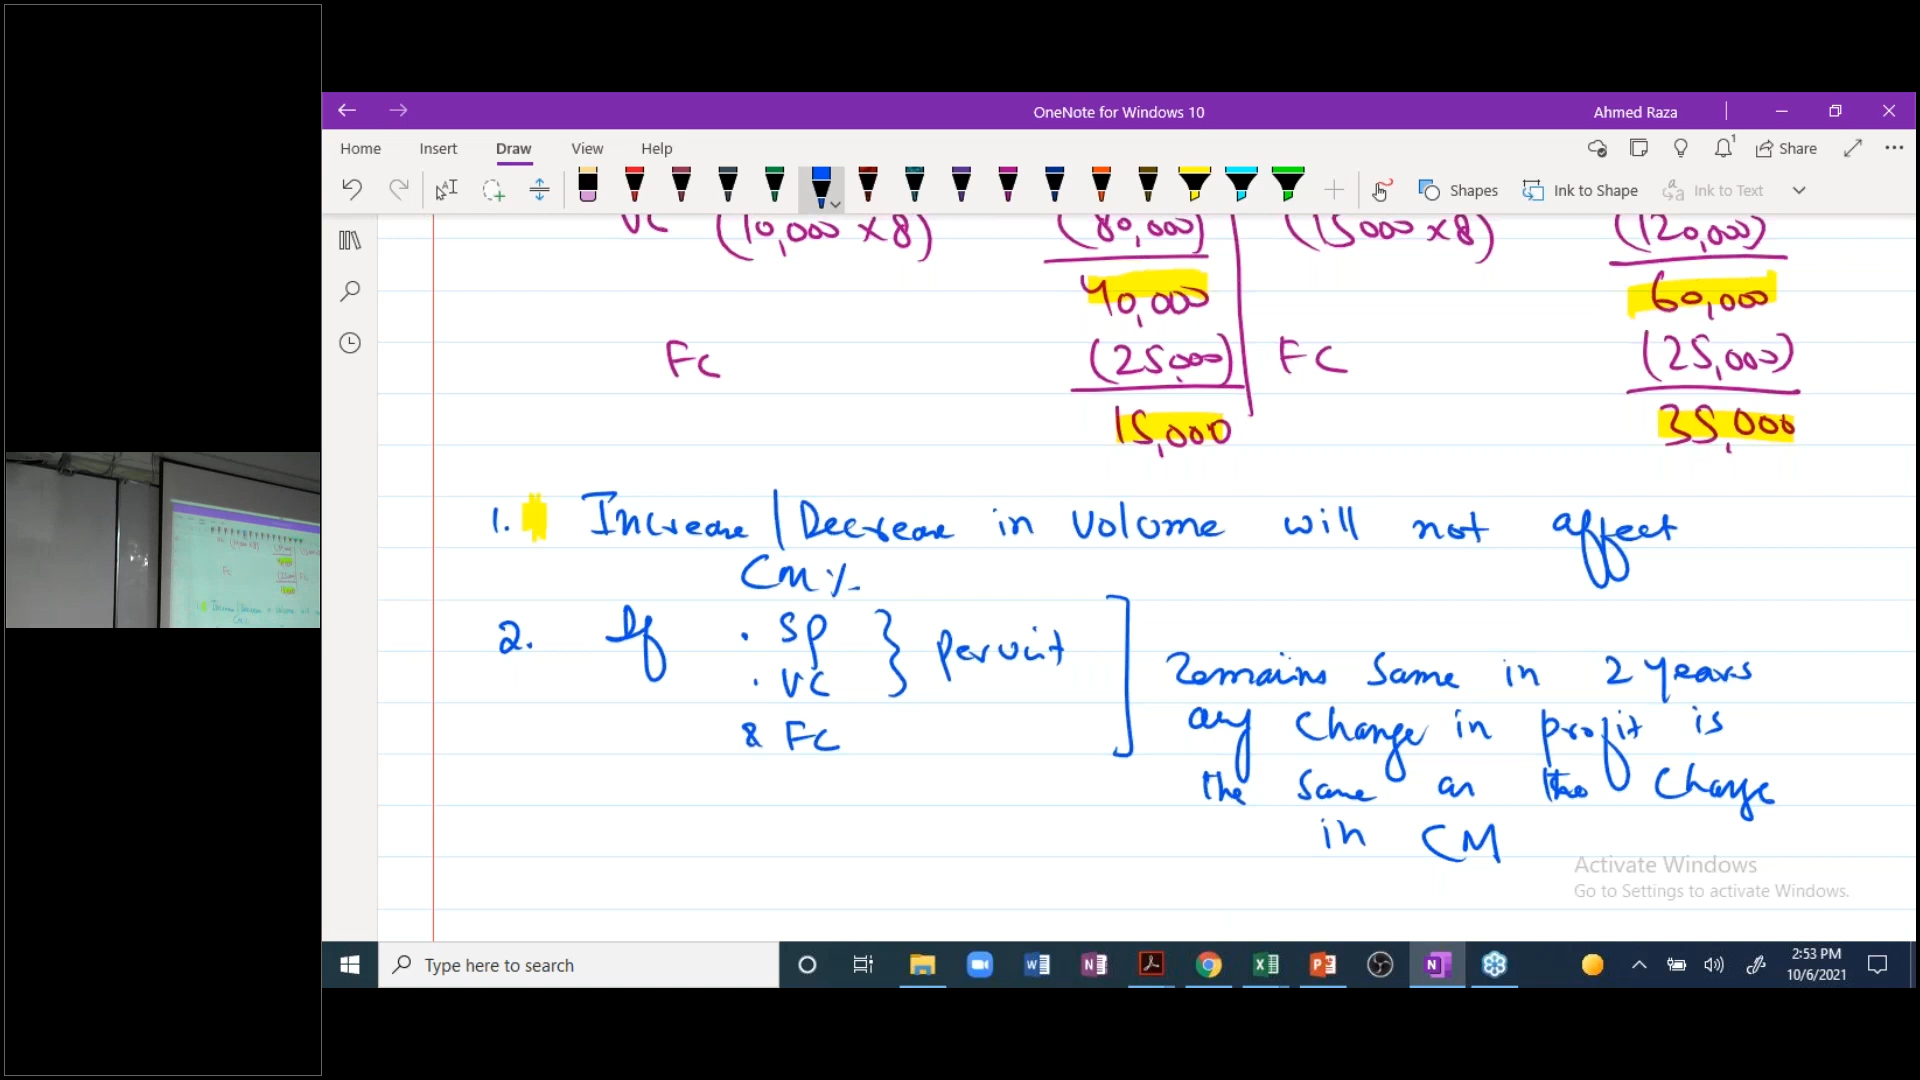 OneNote for Windows 10
Ahmed Raza
Home Insert Draw View Help
Share
Shapes Ink to Shape Ink to Text
VC (10,000 x 8) (80,000) (15000 x 8) (120,000)
40,000 60,000
FC (25,000) FC (25,000)
15,000 35,000
1. Increase / Decrease in Volume will not affect
CM %.
2. If . SP } per unit
. VC
& FC
Remains Same in 2 years
any Change in profit is
the Same as the Change
in CM
Activate Windows
Go to Settings to activate Windows.
Type here to search
2:53 PM
10/6/2021